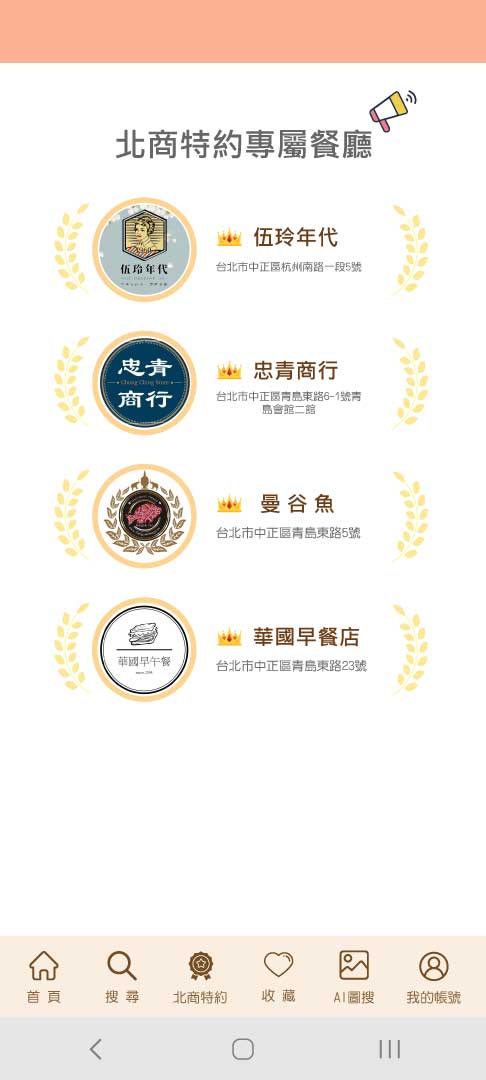 北商特約專屬餐廳
1960
伍玲年代
伍玲年代
台北市中正區杭州南路一段5號
忠青
Chung Ching Store
商行
忠青商行
台北市中正區青島東路6-1號青
島會館二館
曼谷魚
台北市中正區青島東路5號
華國早午餐
華國早餐店
台北市中正區青島東路23號
首頁
搜尋
北商特約
收藏
AI圖搜
我的帳號